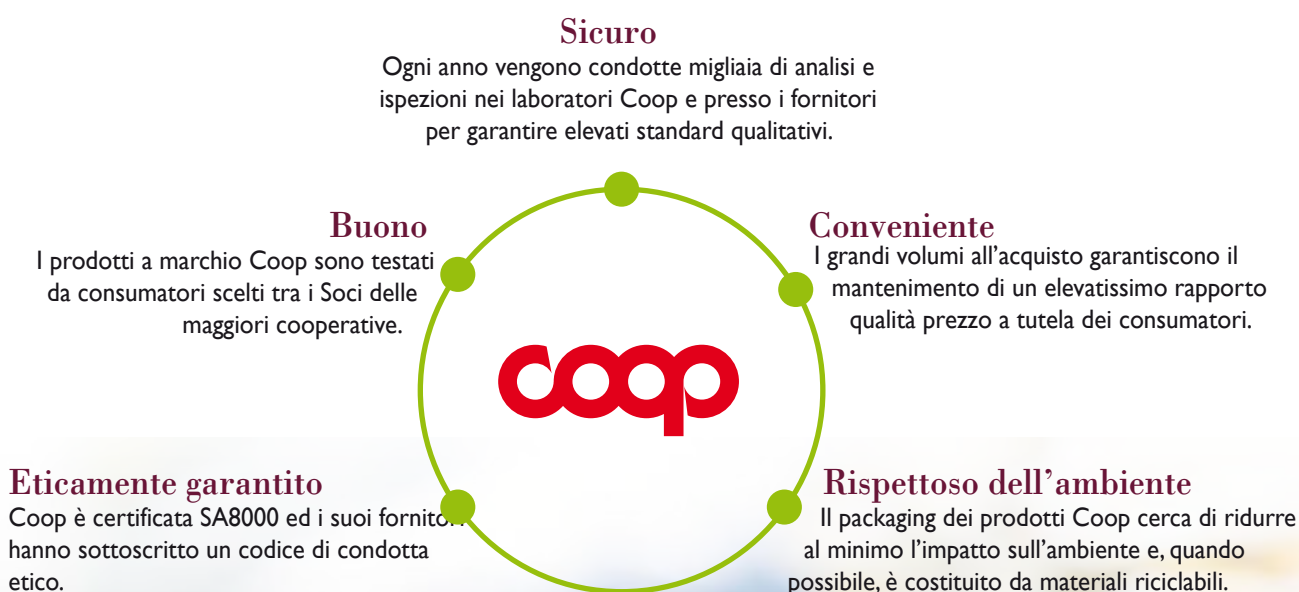 Sicuro
Ogni anno vengono condotte migliaia di analisi e
ispezioni nei laboratori Coop e presso i fornitori
per garantire elevati standard qualitativi.
Buono
I prodotti a marchio Coop sono testati
da consumatori scelti tra i Soci delle
maggiori cooperative.
Conveniente
I grandi volumi all’acquisto garantiscono il
mantenimento di un elevatissimo rapporto
qualità prezzo a tutela dei consumatori.
coop
Eticamente garantito
Coop è certificata SA8000 ed i suoi fornitori
hanno sottoscritto un codice di condotta
etico.
Rispettoso dell’ambiente
Il packaging dei prodotti Coop cerca di ridurre
al minimo l’impatto sull’ambiente e, quando
possibile, è costituito da materiali riciclabili.